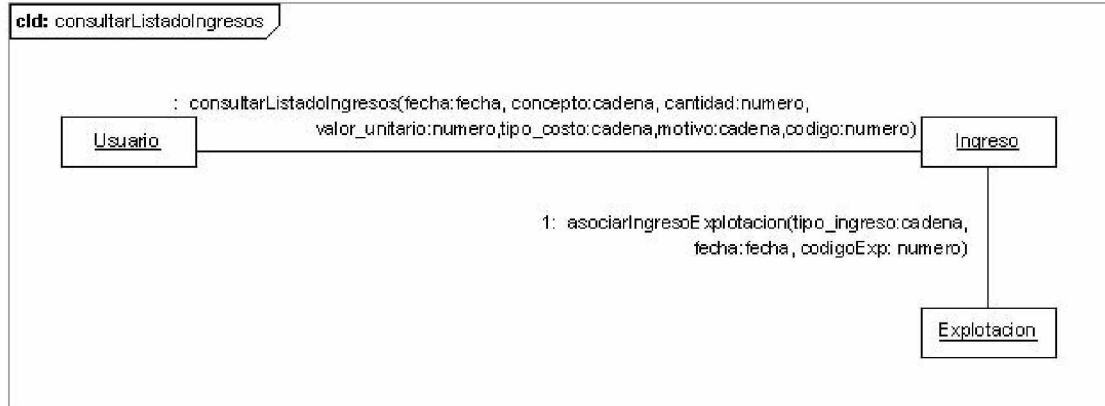 cld: consultarListadoIngresos
: consultarListadoIngresos(fecha:fecha, concepto:cadena, cantidad:numero,
valor_unitario:numero,tipo_costo:cadena,motivo:cadena,codigo:numero)
Usuario
Ingreso
1: asociarIngresoExplotacion(tipo_ingreso:cadena,
fecha:fecha, codigoExp: numero)
Explotacion